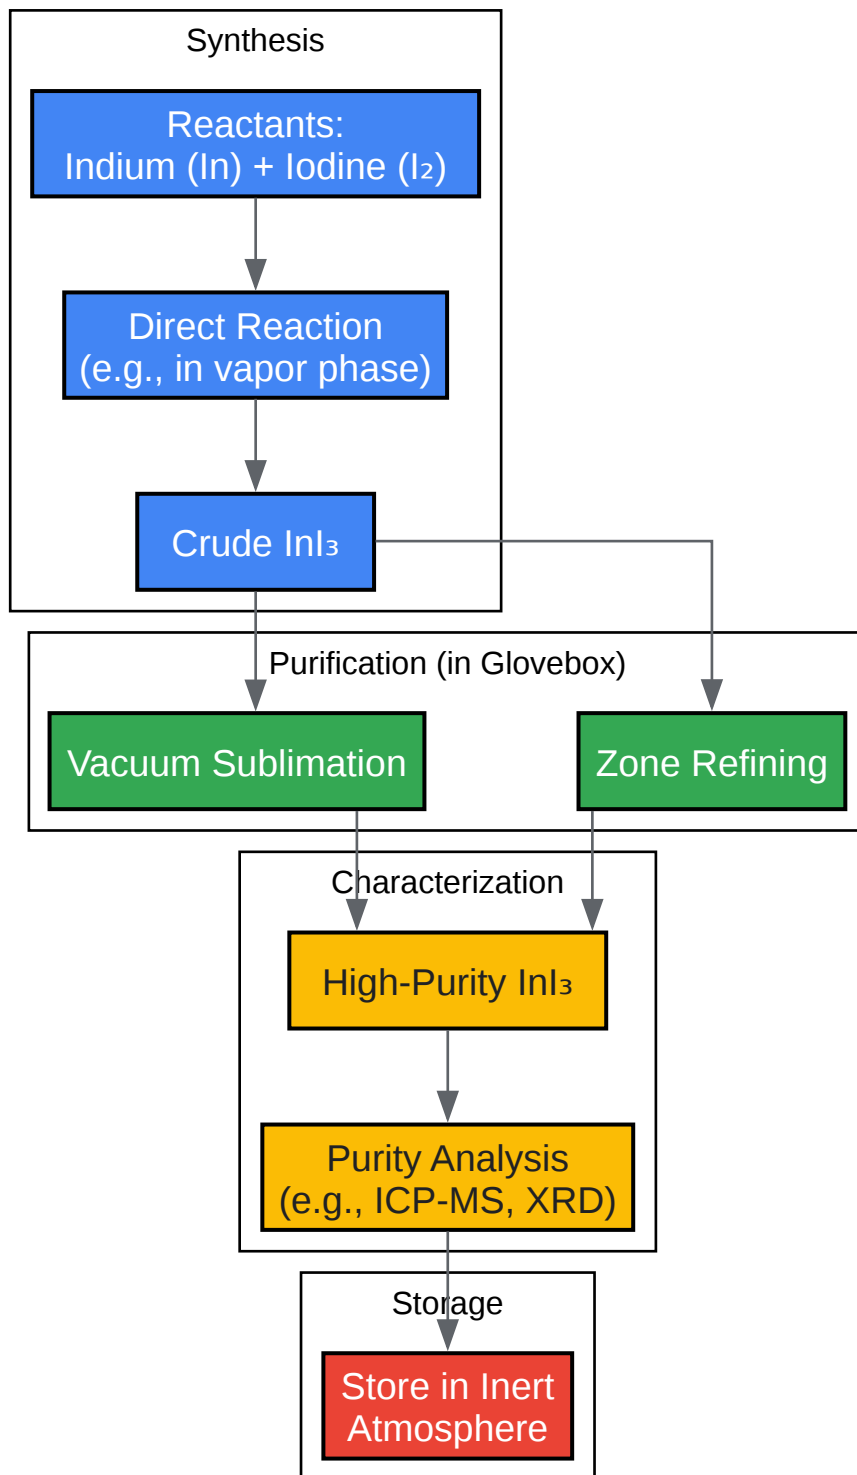 Synthesis
Reactants:
Indium (In) + Iodine (I₂)
Direct Reaction
(e.g., in vapor phase)
Crude InI₃
Purification (in Glovebox)
Vacuum Sublimation
Zone Refining
Characterization
High-Purity InI₃
Purity Analysis
(e.g., ICP-MS, XRD)
Storage
Store in Inert
Atmosphere